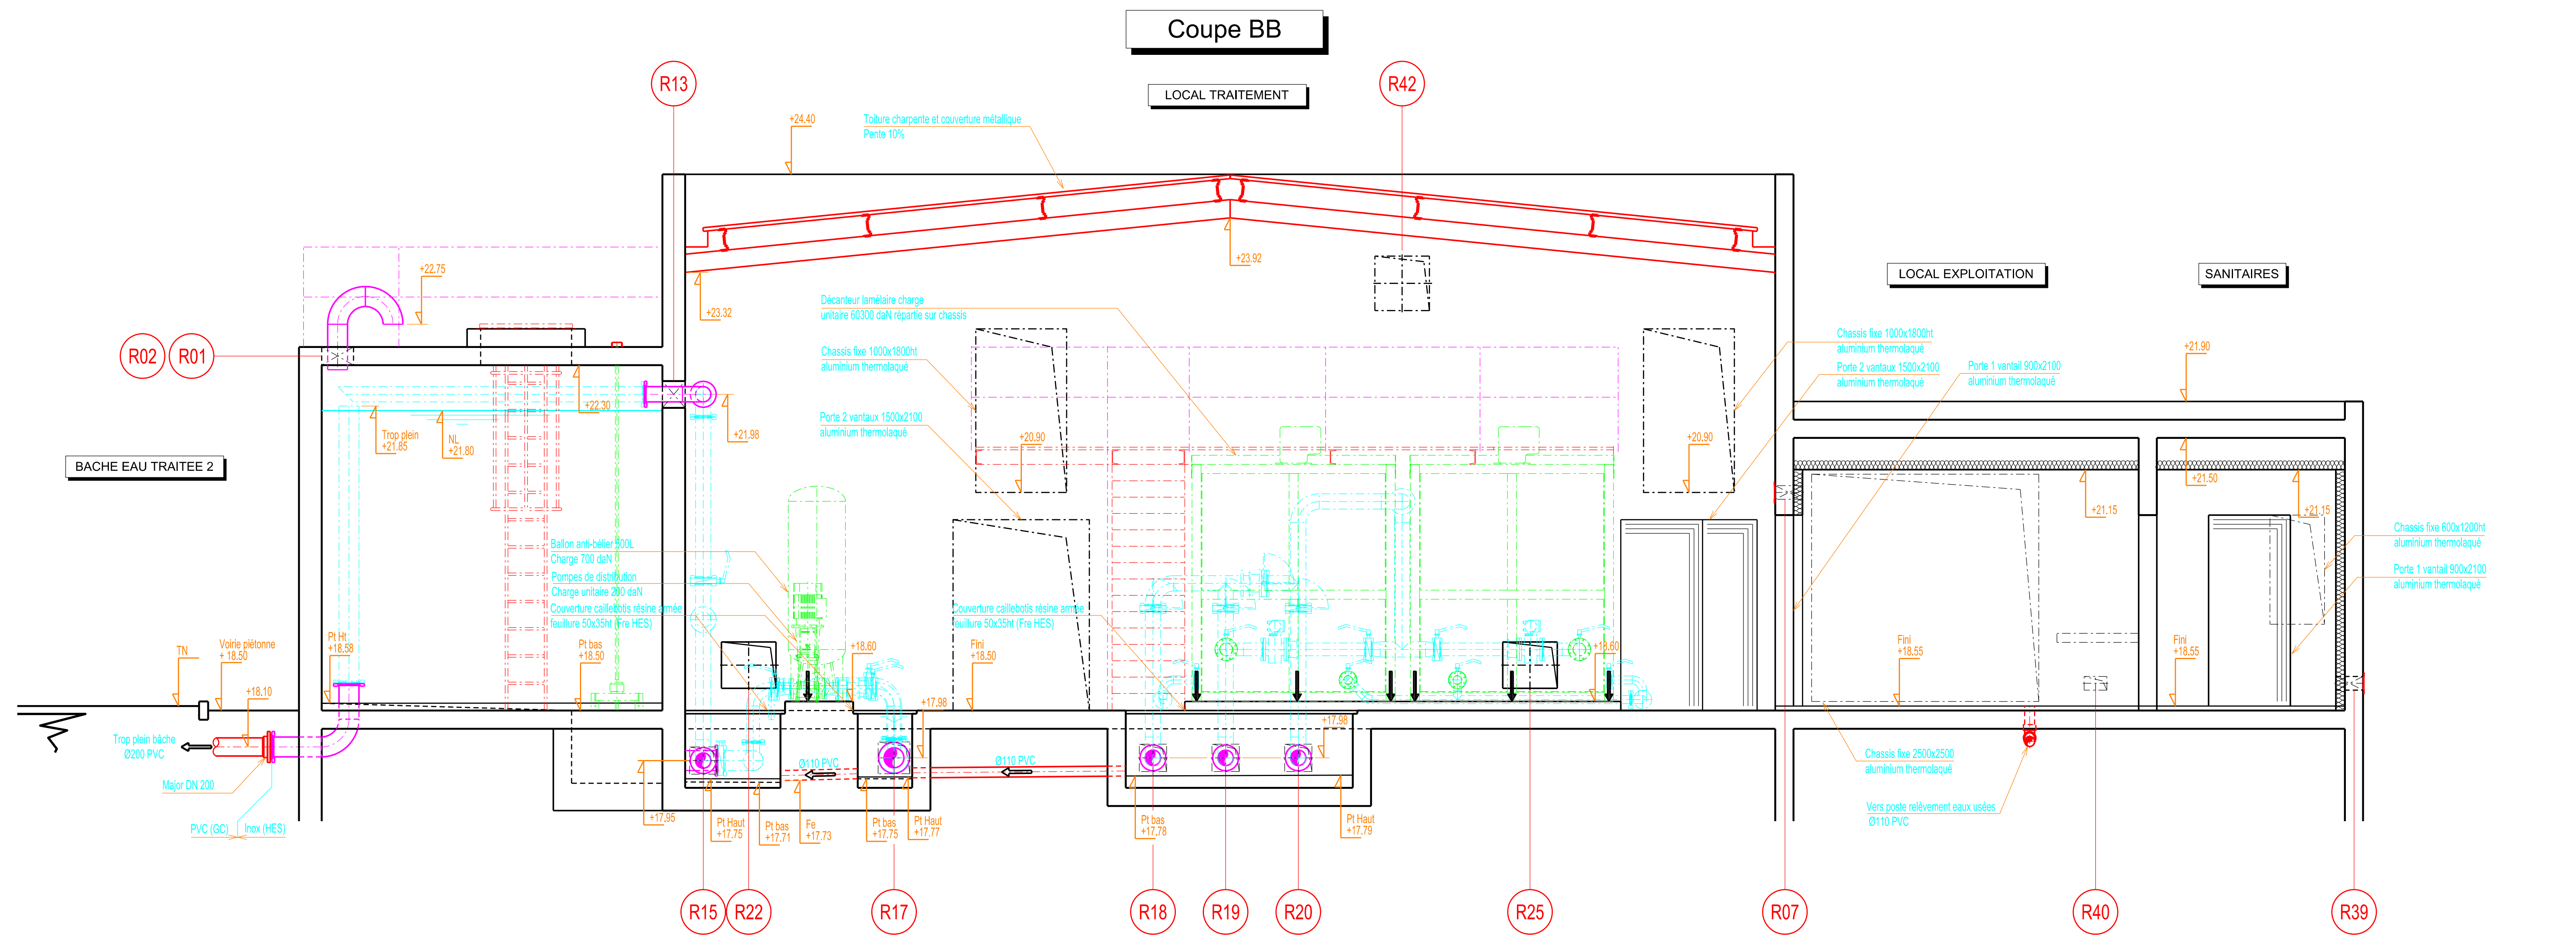 Coupe BB
LOCAL TRAITEMENT
R13
R42
+24.40
Toiture charpente et couverture métallique
Pente 10%
+23.92
+23.32
+22.75
LOCAL EXPLOITATION
SANITAIRES
R02
R01
Décanteur lamélaire charge
unitaire 60300 daN répartie sur chassis
Chassis fixe 1000x1800ht
aluminium thermolaqué
Porte 2 vantaux 1500x2100
aluminium thermolaqué
Chassis fixe 1000x1800ht
aluminium thermolaqué
Porte 2 vantaux 1500x2100
aluminium thermolaqué
Porte 1 vantail 900x2100
aluminium thermolaqué
+21.90
+22.30
+21.98
Trop plein
+21.85
NL
+21.80
+20.90
+20.90
BACHE EAU TRAITEE 2
+21.50
+21.15
+21.15
Chassis fixe 600x1200ht
aluminium thermolaqué
Porte 1 vantail 900x2100
aluminium thermolaqué
Ballon anti-bélier 500L
Charge 700 daN
Pompes de distribution
Charge unitaire 200 daN
Couverture caillebotis résine armée
feuillure 50x35ht (Fre HES)
Couverture caillebotis résine armée
feuillure 50x35ht (Fre HES)
TN
Voirie piétonne
+ 18.50
Pt Ht
+18.58
Pt bas
+18.50
+18.60
Fini
+18.50
+18.60
Fini
+18.55
Fini
+18.55
+18.10
+17.98
+17.98
Trop plein bâche
Ø200 PVC
Major DN 200
PVC (GC)
Inox (HES)
Ø110 PVC
Ø110 PVC
Chassis fixe 2500x2500
aluminium thermolaqué
Vers poste relèvement eaux usées
Ø110 PVC
+17.95
Pt Haut
+17.75
Pt bas
+17.71
Fe
+17.73
Pt bas
+17.75
Pt Haut
+17.77
Pt bas
+17.78
Pt Haut
+17.79
R15
R22
R17
R18
R19
R20
R25
R07
R40
R39